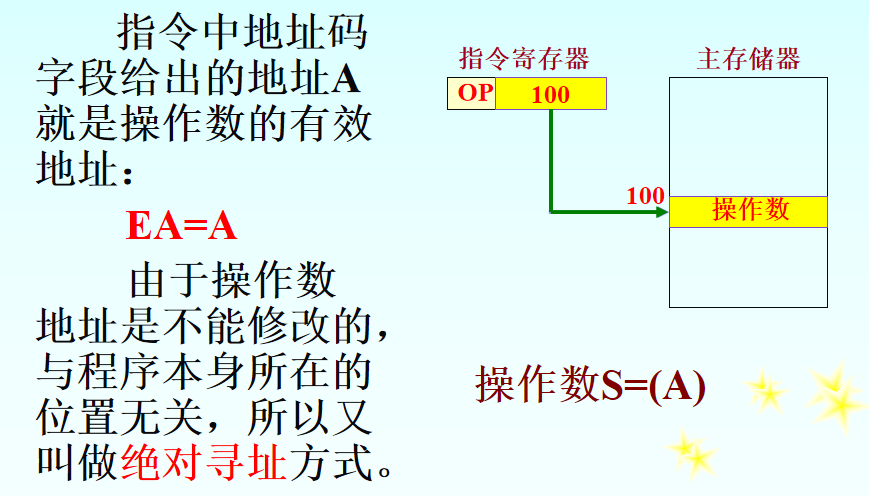 指令中地址码
字段给出的地址A
就是操作数的有效
地址：
EA=A
由于操作数
地址是不能修改的，
与程序本身所在的
位置无关，所以又
叫做绝对寻址方式。
指令寄存器
主存储器
OP
100
100
操作数
操作数S=(A)